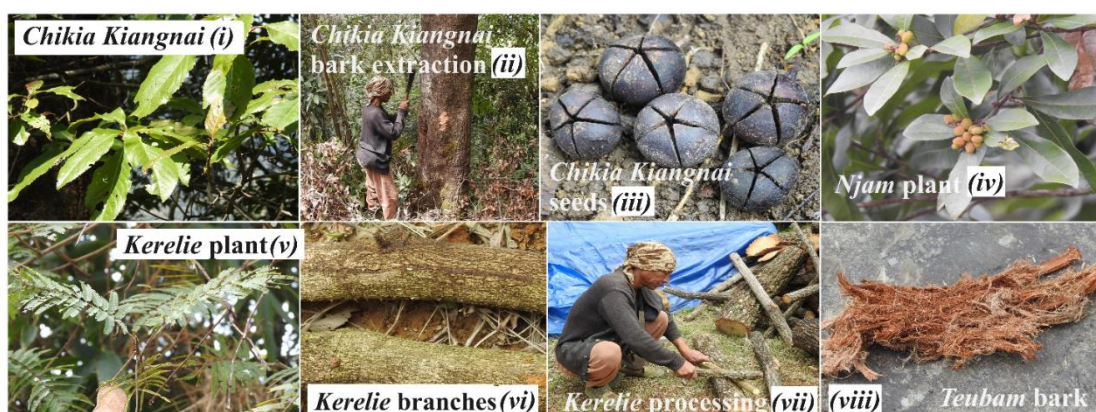 Chikia Kiangnai (i)
Chikia Kiangnai
bark extraction (ii)
Chikia Kiangnai
seeds (iii)
Njam plant (iv)
Kerelie plant (v)
Kerelie branches (vi)
Kerelie processing (vii)
(viii)
Teubam bark